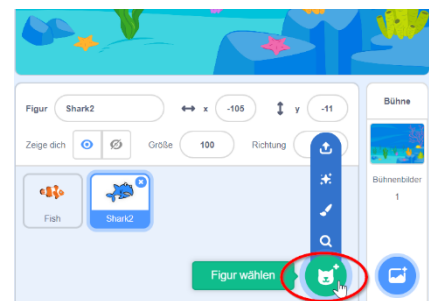 Figur Shark2 x -105 y -11
Zeige dich Größe 100 Richtung
Fish
Shark2
Figur wählen
Bühne
Bühnenbilder
1